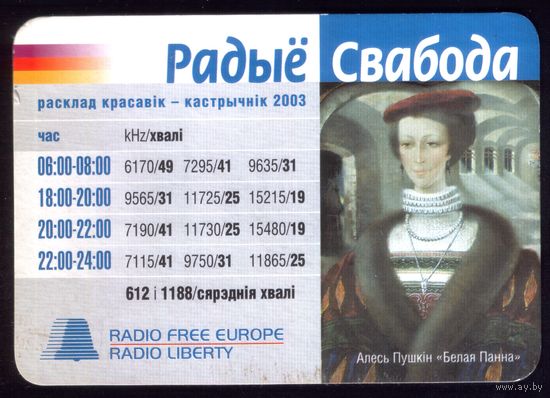 Радыё Свабода
расклад красавік – кастрычнік 2003
час kHz/хвалі
06:00-08:00 6170/49 7295/41 9635/31
18:00-20:00 9565/31 11725/25 15215/19
20:00-22:00 7190/41 11730/25 15480/19
22:00-24:00 7115/41 9750/31 11865/25
612 і 1188/сярэднія хвалі
RADIO FREE EUROPE
RADIO LIBERTY
Алесь Пушкін «Белая Панна»
www.ay.by